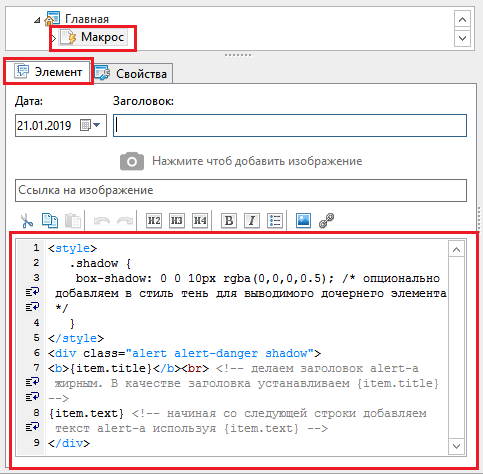 Главная
Макрос
Элемент Свойства
Дата: Заголовок:
21.01.2019
Нажмите чтоб добавить изображение
Ссылка на изображение
H2 H3 H4 B I
1 <style>
2 .shadow {
3 box-shadow: 0 0 10px rgba(0,0,0,0.5); /* опционально
добавляем в стиль тень для выводимого дочернего элемента
*/
4 }
5 </style>
6 <div class="alert alert-danger shadow">
7 <b>{item.title}</b><br> <!-- делаем заголовок alert-а
жирным. В качестве заголовка устанавливаем {item.title}
-->
8 {item.text} <!-- начиная со следующей строки добавляем
текст alert-а используя {item.text} -->
9 </div>